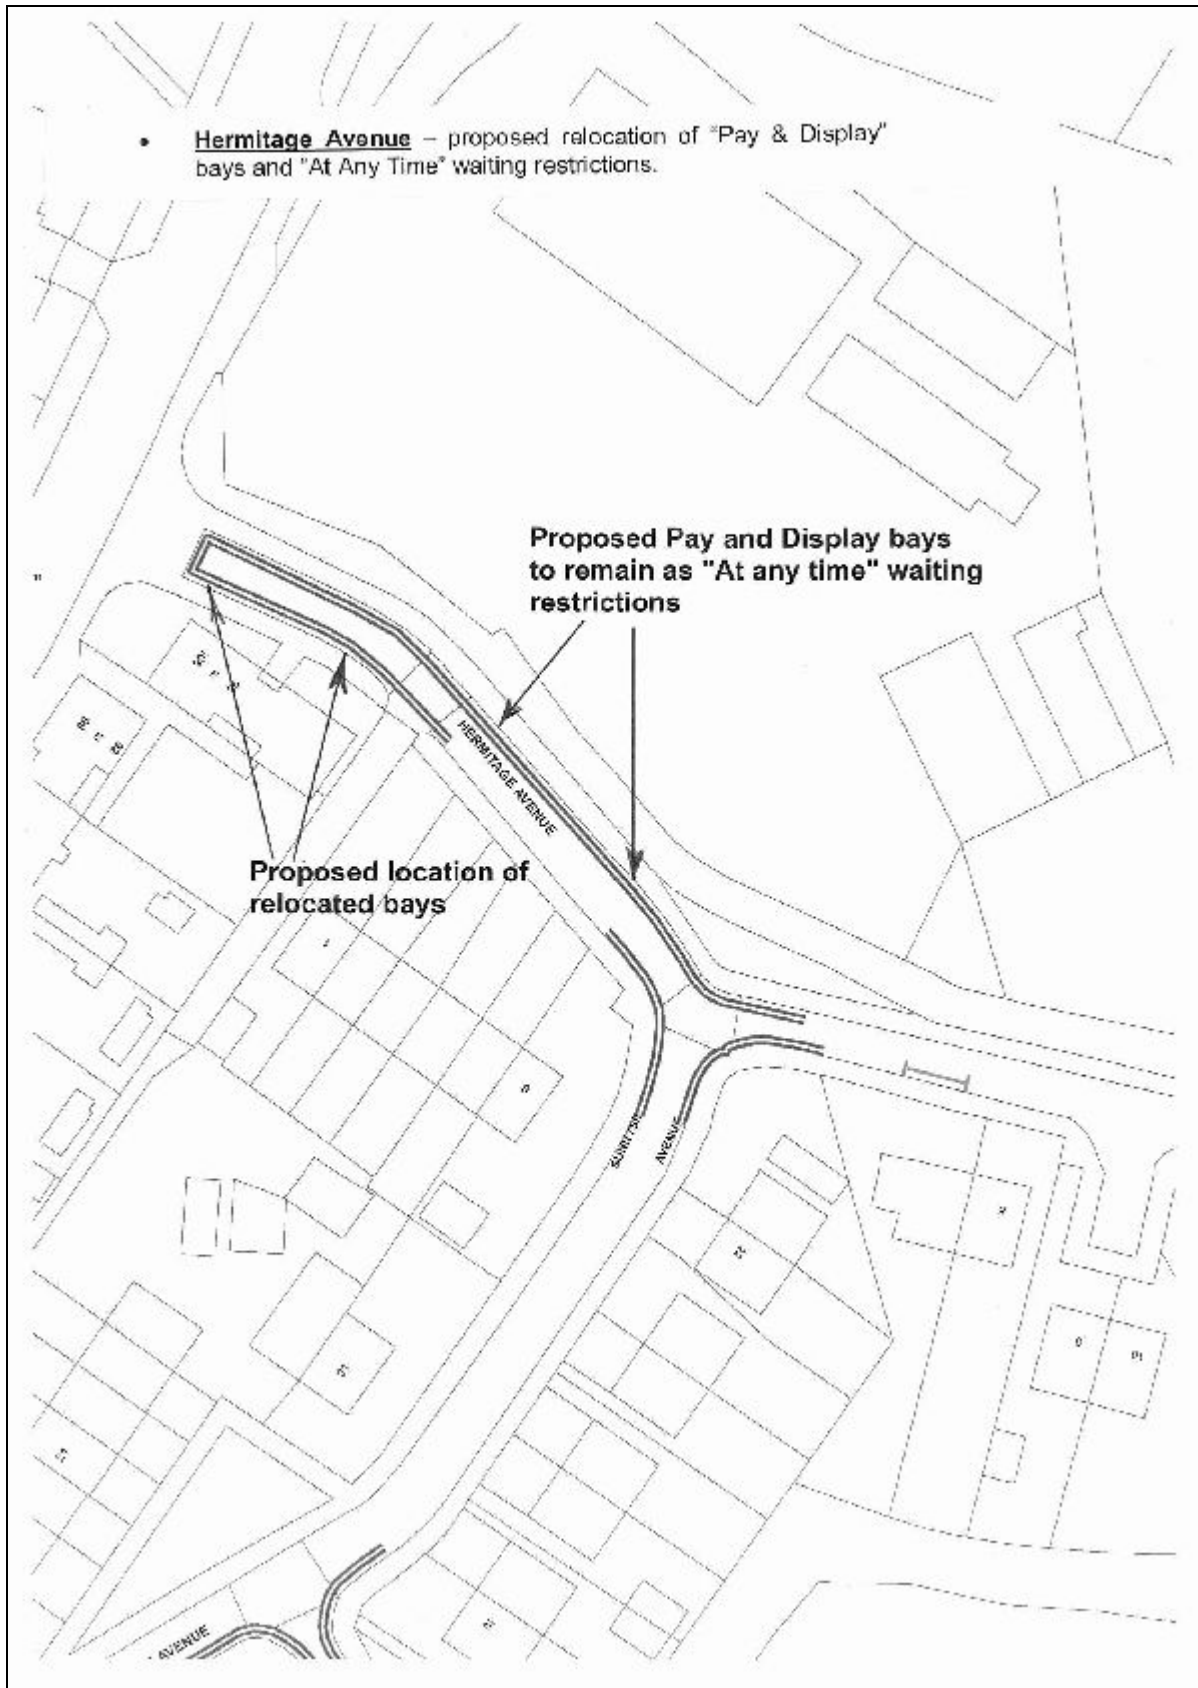 • Hermitage Avenue – proposed relocation of "Pay & Display"
bays and "At Any Time" waiting restrictions.
Proposed Pay and Display bays
to remain as "At any time" waiting
restrictions
HERMITAGE AVENUE
Proposed location of
relocated bays
AVENUE
AVENUE